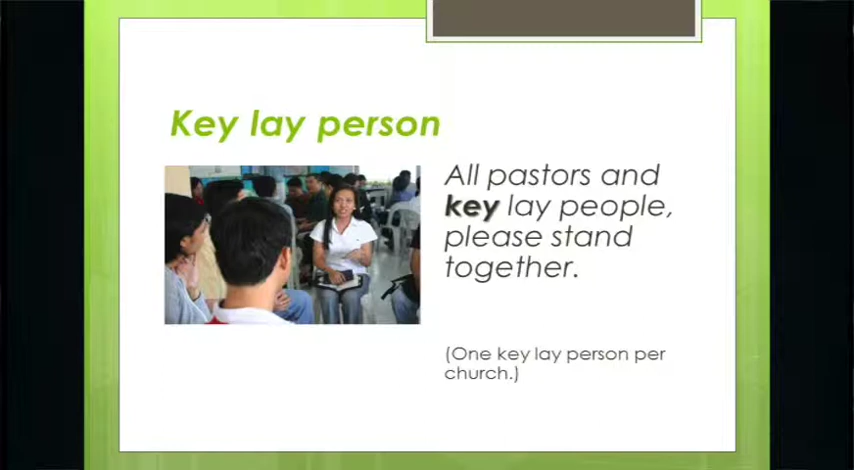 Key lay person
All pastors and
key lay people,
please stand
together.
(One key lay person per
church.)